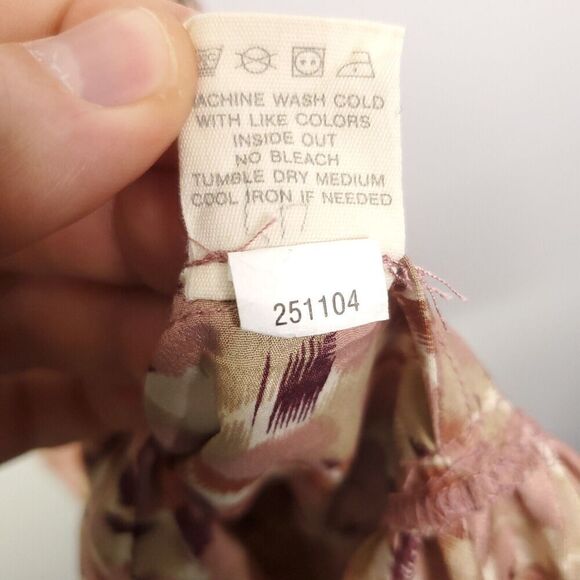 MACHINE WASH COLD
WITH LIKE COLORS
INSIDE OUT
NO BLEACH
TUMBLE DRY MEDIUM
COOL IRON IF NEEDED
251104